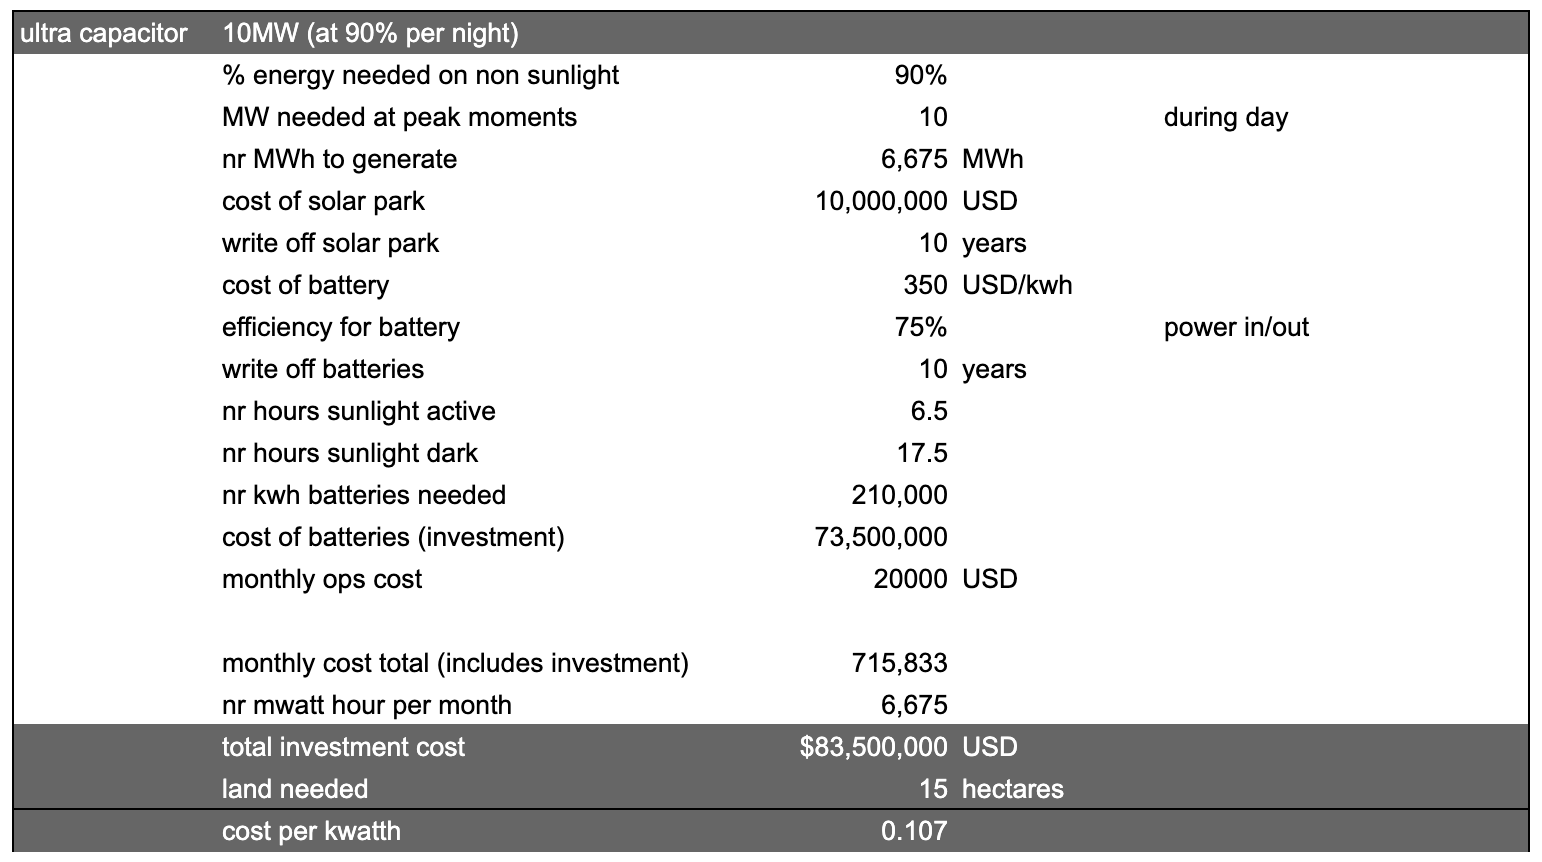 ultra capacitor 10MW (at 90% per night)
% energy needed on non sunlight 90%
MW needed at peak moments 10 during day
nr MWh to generate 6,675 MWh
cost of solar park 10,000,000 USD
write off solar park 10 years
cost of battery 350 USD/kwh
efficiency for battery 75% power in/out
write off batteries 10 years
nr hours sunlight active 6.5
nr hours sunlight dark 17.5
nr kwh batteries needed 210,000
cost of batteries (investment) 73,500,000
monthly ops cost 20000 USD
monthly cost total (includes investment) 715,833
nr mwatt hour per month 6,675
total investment cost $83,500,000 USD
land needed 15 hectares
cost per kwatth 0.107